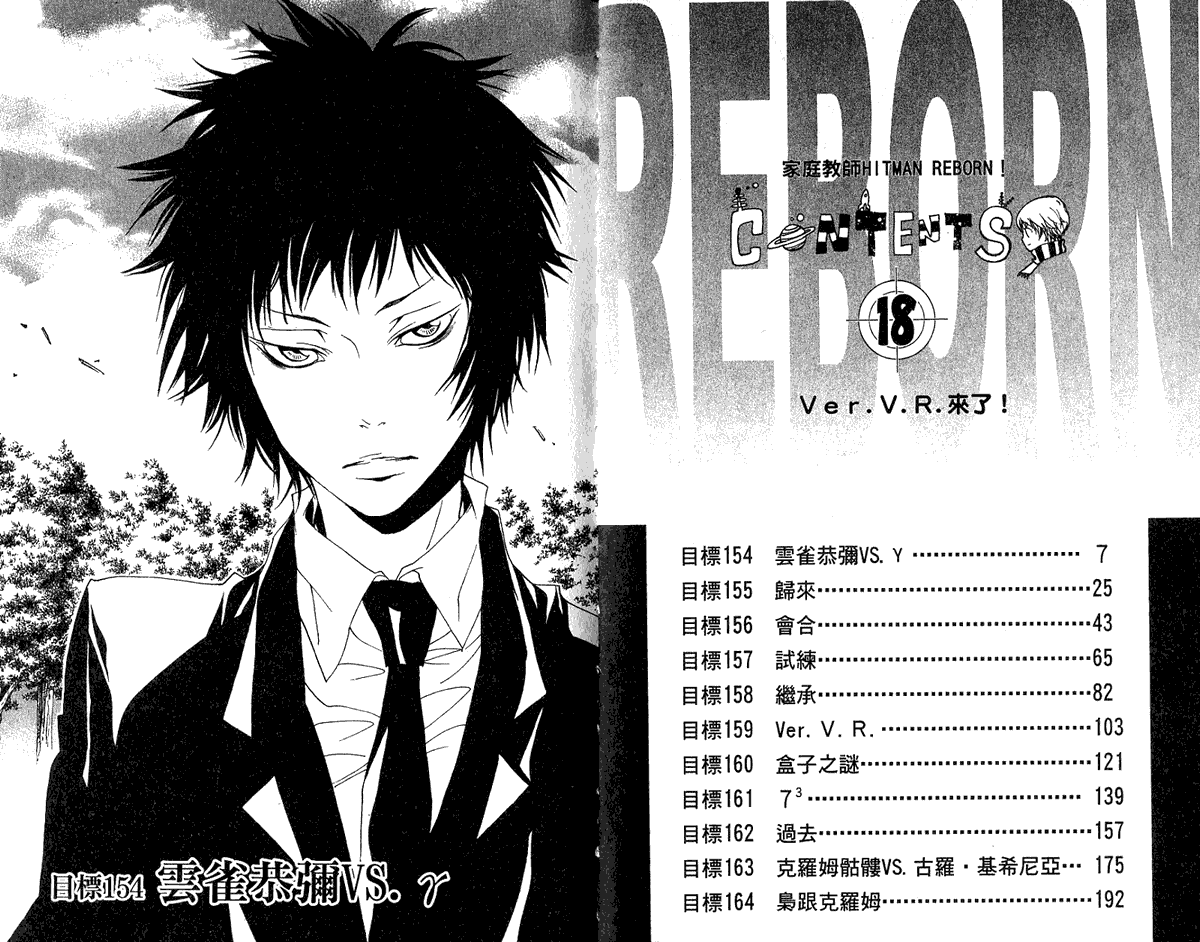 REBORN
家庭教師HITMAN REBORN!
CONTENTS
18
Ver.V.R.來了!
目標154 雲雀恭彌VS. γ ……………………… 7
目標155 歸來……………………………………25
目標156 會合……………………………………43
目標157 試練……………………………………65
目標158 繼承……………………………………82
目標159 Ver. V. R.……………………………103
目標160 盒子之謎………………………………121
目標161 7³…………………………………… 139
目標162 過去……………………………………157
目標163 克羅姆骷髏VS.古羅・基希尼亞… 175
目標164 梟跟克羅姆……………………………192
目標154 雲雀恭彌VS. γ